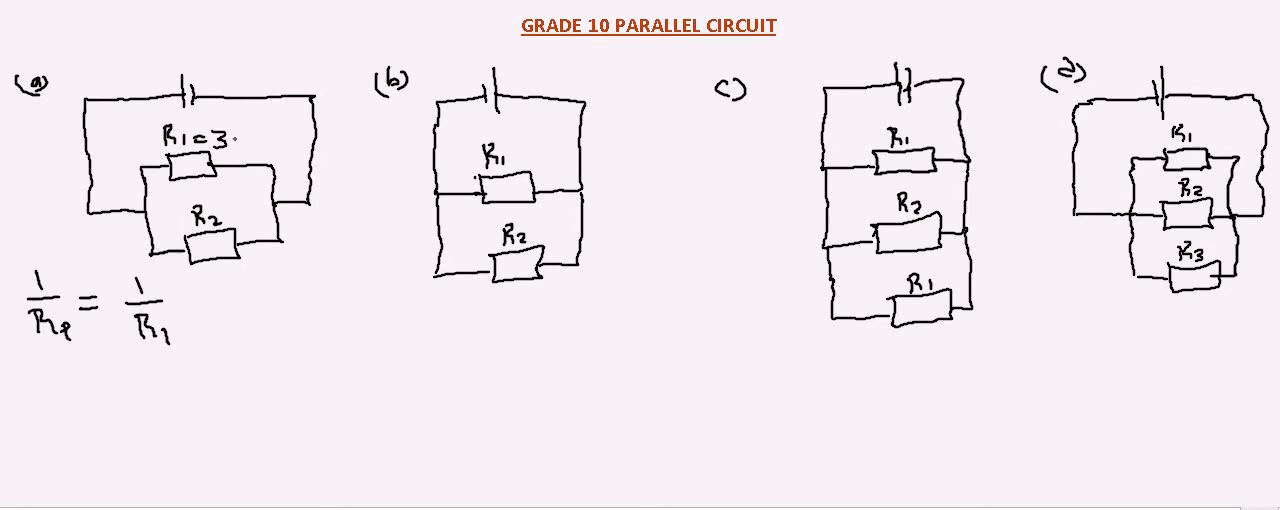 GRADE 10 PARALLEL CIRCUIT
(a)
R1 = 3
R2
1/Rp = 1/R1
(b)
R1
R2
c)
R1
R2
R1
(d)
R1
R2
R3